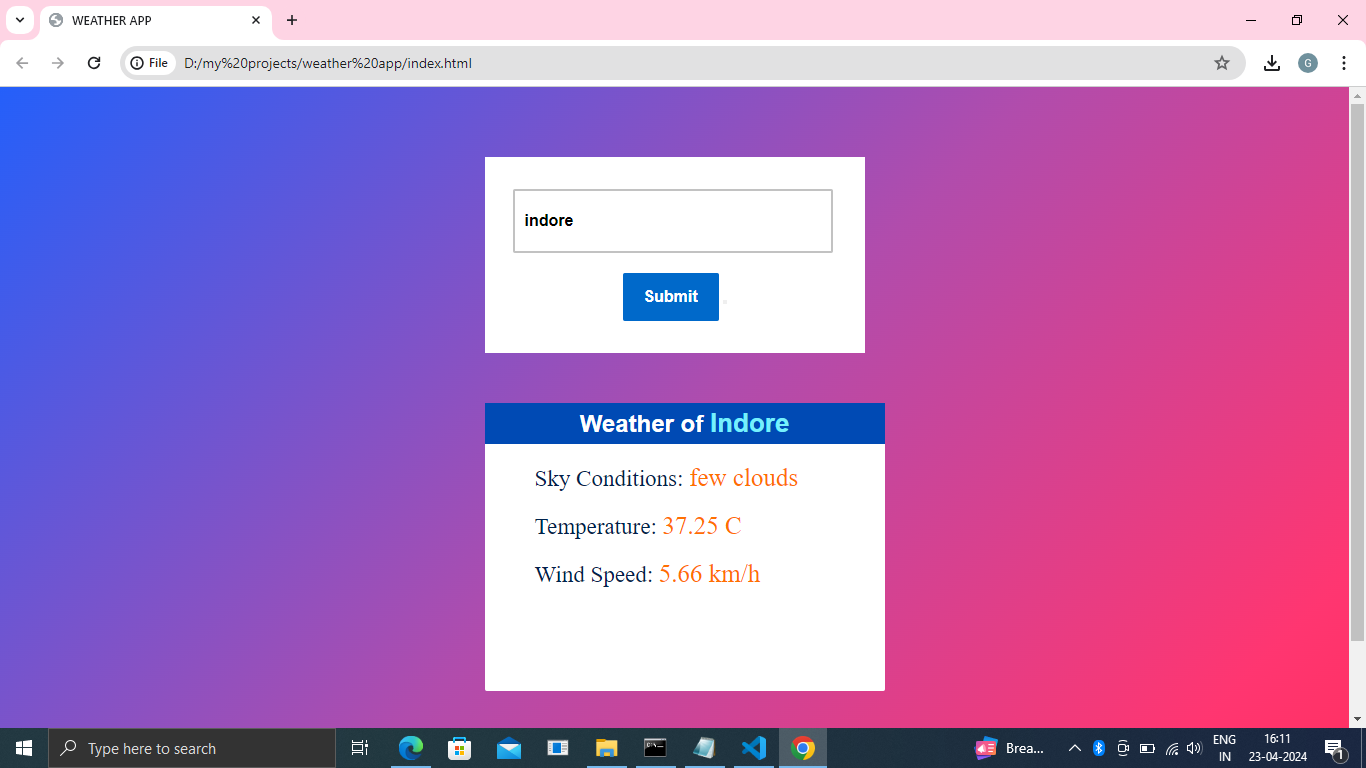 WEATHER APP
File D:/my%20projects/weather%20app/index.html
G
indore
Submit
Weather of Indore
Sky Conditions: few clouds
Temperature: 37.25 C
Wind Speed: 5.66 km/h
Type here to search
Brea...
ENG
IN
16:11
23-04-2024
1